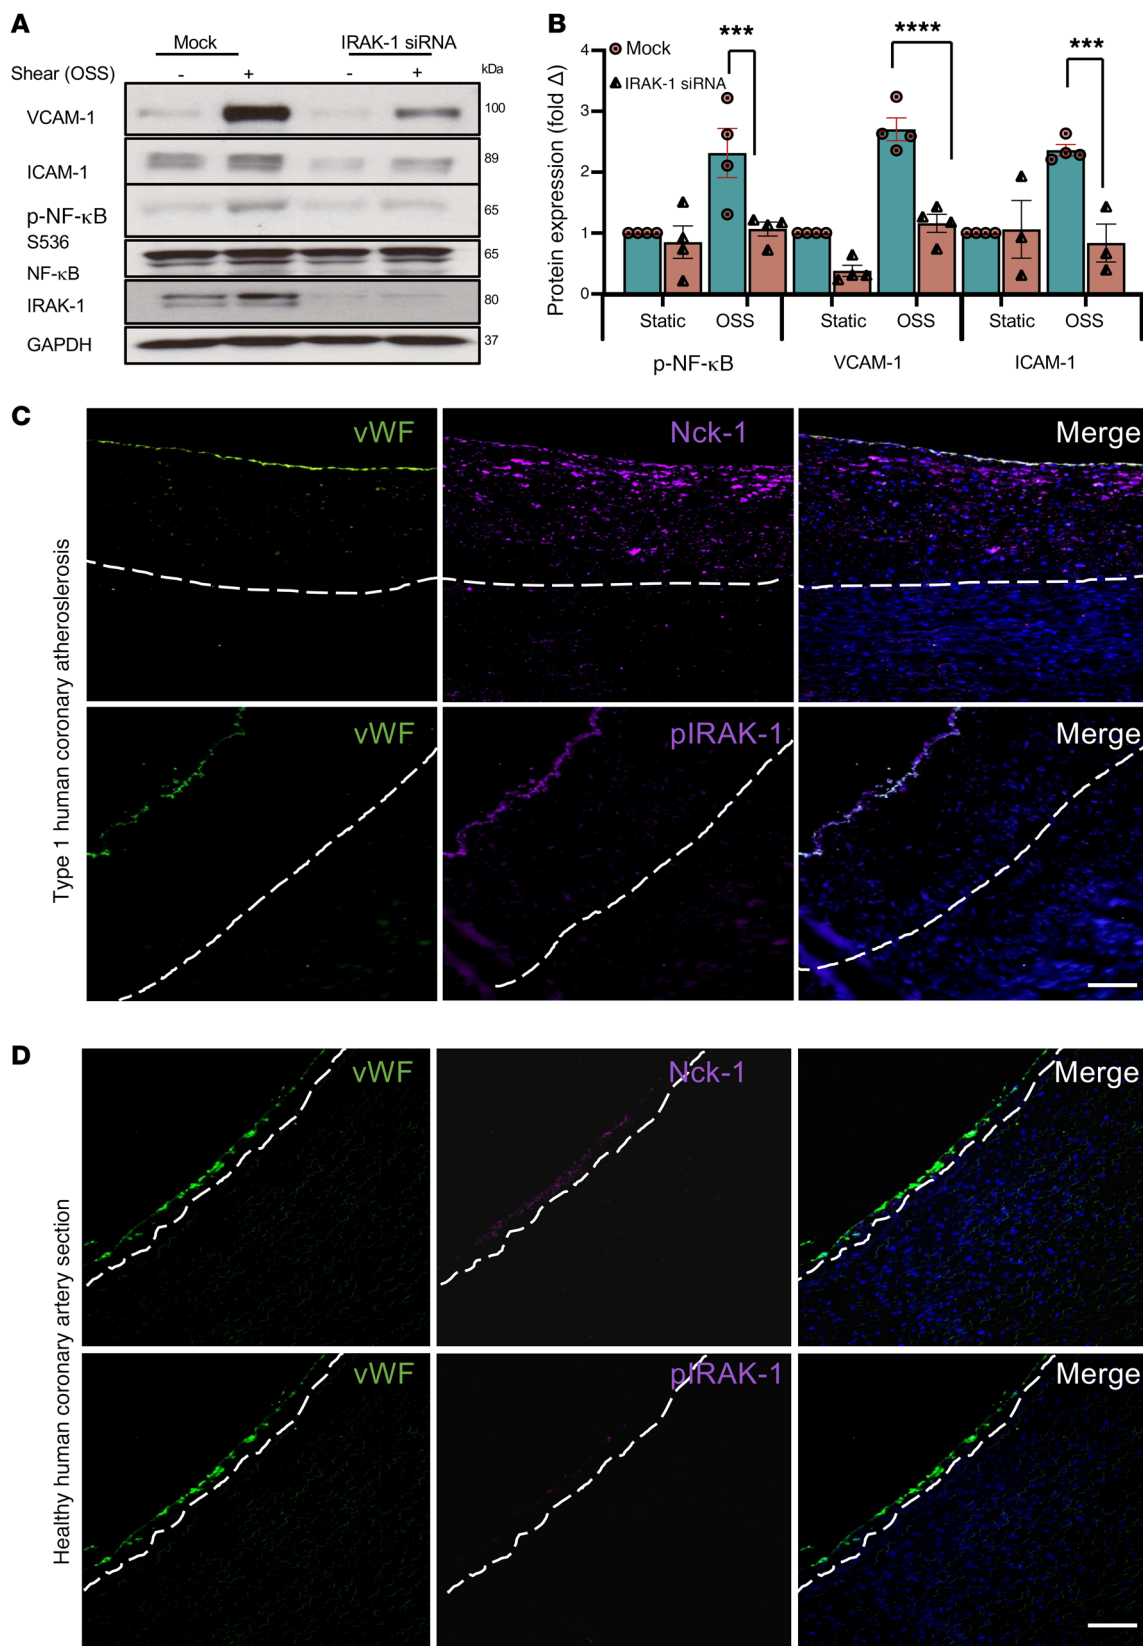 A
Mock
IRAK-1 siRNA
Shear (OSS)
-
+
-
+
kDa
VCAM-1
100
ICAM-1
89
p-NF-κB
S536
65
NF-κB
65
IRAK-1
80
GAPDH
37
B
***
****
***
Mock
IRAK-1 siRNA
Protein expression (fold Δ)
4
3
2
1
0
Static
OSS
Static
OSS
Static
OSS
p-NF-κB
VCAM-1
ICAM-1
C
Type 1 human coronary atheroslerosis
vWF
Nck-1
Merge
vWF
pIRAK-1
Merge
D
Healthy human coronary artery section
vWF
Nck-1
Merge
vWF
pIRAK-1
Merge